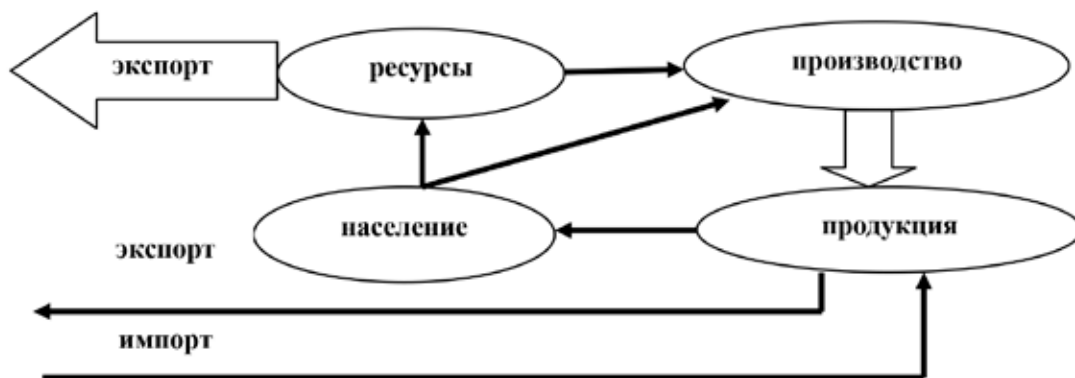 экспорт
ресурсы
производство
население
продукция
экспорт
импорт